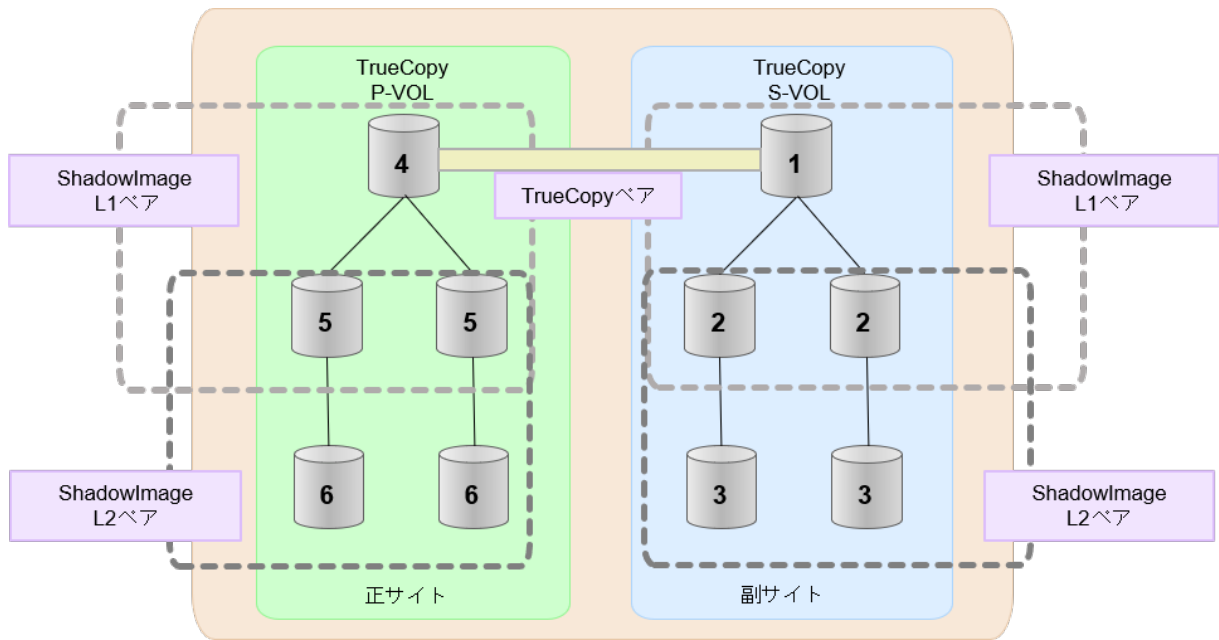 TrueCopy
P-VOL
TrueCopy
S-VOL
4
1
ShadowImage
L1ペア
TrueCopyペア
ShadowImage
L1ペア
5
5
2
2
ShadowImage
L2ペア
6
6
3
3
ShadowImage
L2ペア
正サイト
副サイト